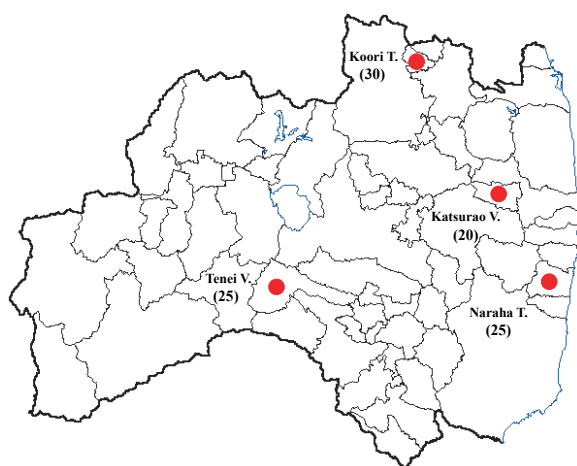 Koori T.
(30)
Katsurao V.
(20)
Tenei V.
(25)
Naraha T.
(25)